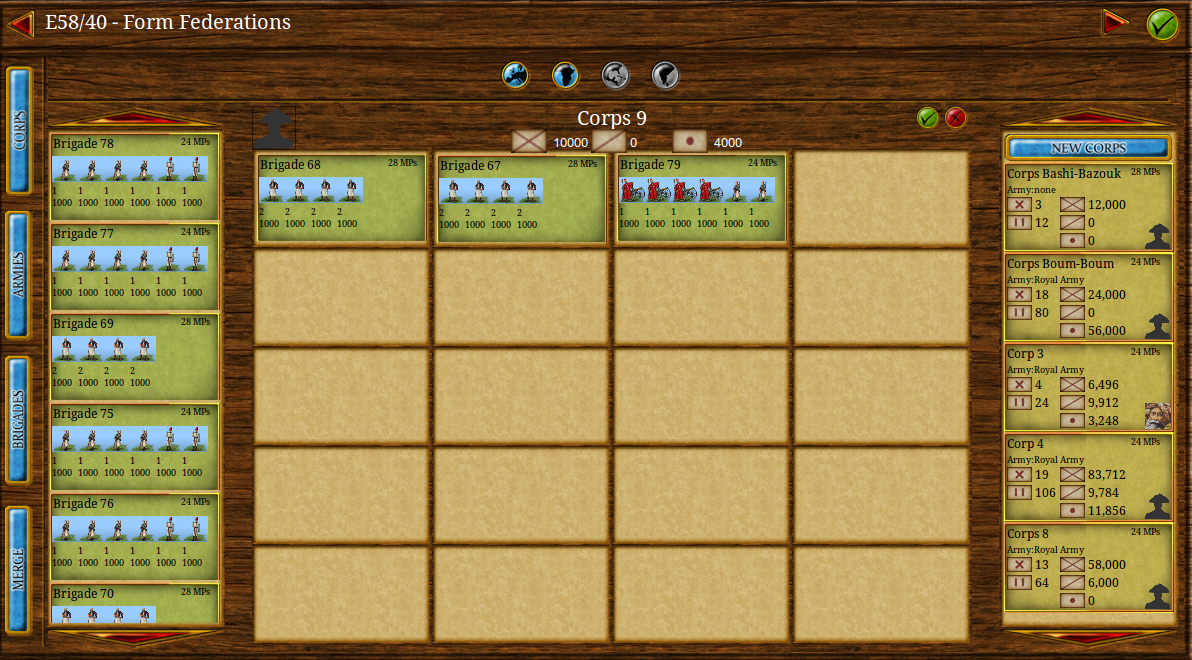 E58/40 - Form Federations
CORPS
ARMIES
BRIGADES
MERGE
Brigade 78 24 MPs
1 1 1 1 1 1
1000 1000 1000 1000 1000 1000
Brigade 77 24 MPs
1 1 1 1 1 1
1000 1000 1000 1000 1000 1000
Brigade 69 28 MPs
2 2 2 2
1000 1000 1000 1000
Brigade 75 24 MPs
1 1 1 1 1 1
1000 1000 1000 1000 1000 1000
Brigade 76 24 MPs
1 1 1 1 1 1
1000 1000 1000 1000 1000 1000
Brigade 70 28 MPs
Corps 9
10000 0 4000
Brigade 68 28 MPs
2 2 2 2
1000 1000 1000 1000
Brigade 67 28 MPs
2 2 2 2
1000 1000 1000 1000
Brigade 79 24 MPs
1 1 1 1 1 1
1000 1000 1000 1000 1000 1000
NEW CORPS
Corps Bashi-Bazouk 28 MPs
Army:none
3 12,000
12 0
0
Corps Boum-Boum 24 MPs
Army:Royal Army
18 24,000
80 0
56,000
Corp 3 24 MPs
Army:Royal Army
4 6,496
24 9,912
3,248
Corp 4 24 MPs
Army:Royal Army
19 83,712
106 9,784
11,856
Corps 8 24 MPs
Army:Royal Army
13 58,000
64 6,000
0